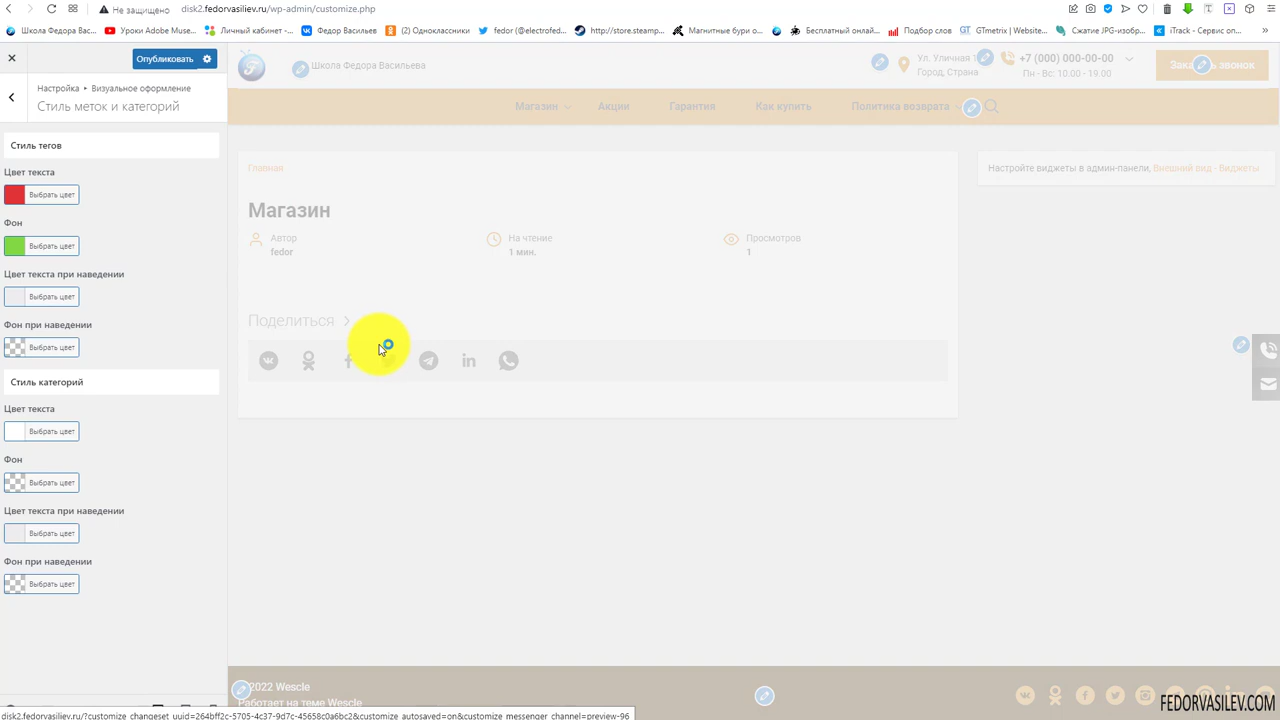 Не защищено
disk2.fedorvasiliev.ru/wp-admin/customize.php
Школа Федора Вас...
Уроки Adobe Muse...
Личный кабинет -...
Федор Васильев
(2) Одноклассники
fedor (@electrofed...
http://store.steamp...
Магнитные бури о...
Бесплатный онлай...
Подбор слов
GTmetrix | Website...
Сжатие JPG-изобр...
iTrack - Сервис оп...
»
Опубликовать
Настройка
Визуальное оформление
Стиль меток и категорий
Стиль тегов
Цвет текста
Выбрать цвет
Фон
Выбрать цвет
Цвет текста при наведении
Выбрать цвет
Фон при наведении
Выбрать цвет
Стиль категорий
Цвет текста
Выбрать цвет
Фон
Выбрать цвет
Цвет текста при наведении
Выбрать цвет
Фон при наведении
Выбрать цвет
Школа Федора Васильева
Ул. Уличная
Город, Страна
+7 (000) 000-00-00
Пн - Вс: 10.00 - 19.00
звонок
Магазин
Акции
Гарантия
Как купить
Политика возврата
Главная
Магазин
Автор
fedor
На чтение
1 мин.
Просмотров
1
Поделиться
Настройте виджеты в админ-панели, Внешний вид - Виджеты
2022 Wescle
Работает на теме Wescle
FEDORVASILEV.COM
disk2.fedorvasiliev.ru/?customize_changeset_uuid=264bff2c-5705-4c37-9d7c-45658c0a6bc2&customize_autosaved=on&customize_messenger_channel=preview-96